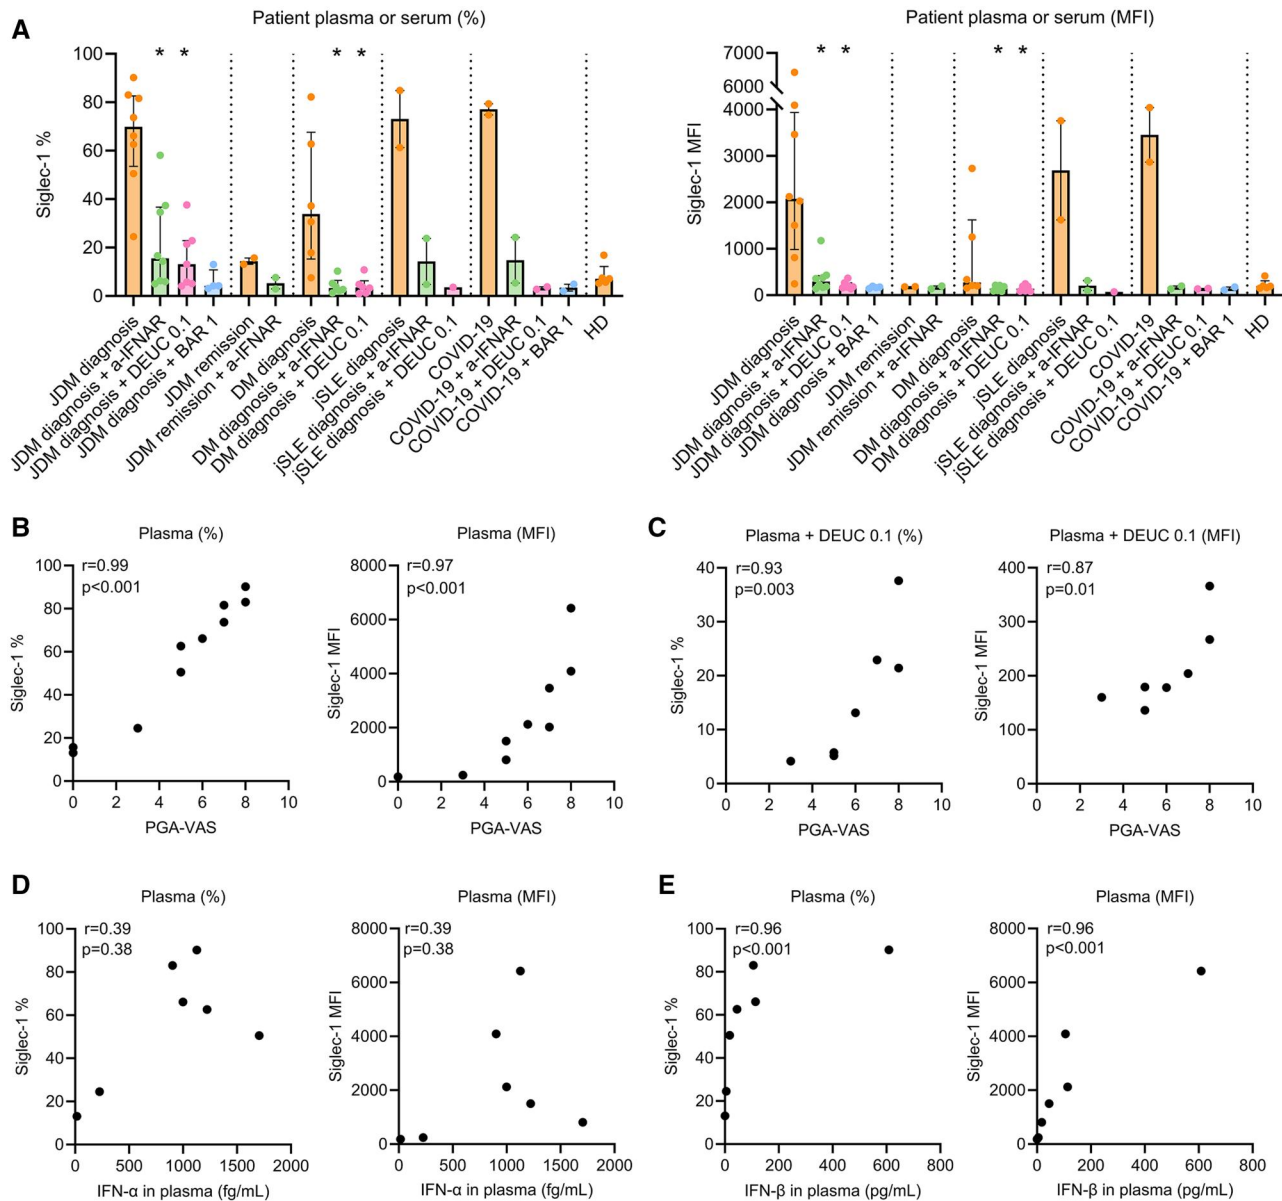 A
Patient plasma or serum (%)
* * * *
Siglec-1 %
100
80
60
40
20
0
JDM diagnosis
JDM diagnosis + a-IFNAR
JDM diagnosis + DEUC 0.1
JDM diagnosis + BAR 1
JDM remission
JDM remission + a-IFNAR
DM diagnosis
DM diagnosis + a-IFNAR
DM diagnosis + DEUC 0.1
jSLE diagnosis
jSLE diagnosis + a-IFNAR
jSLE diagnosis + DEUC 0.1
COVID-19
COVID-19 + a-IFNAR
COVID-19 + DEUC 0.1
COVID-19 + BAR 1
HD
Patient plasma or serum (MFI)
* * * *
Siglec-1 MFI
7000
6000
4000
3000
2000
1000
0
JDM diagnosis
JDM diagnosis + a-IFNAR
JDM diagnosis + DEUC 0.1
JDM diagnosis + BAR 1
JDM remission
JDM remission + a-IFNAR
DM diagnosis
DM diagnosis + a-IFNAR
DM diagnosis + DEUC 0.1
jSLE diagnosis
jSLE diagnosis + a-IFNAR
jSLE diagnosis + DEUC 0.1
COVID-19
COVID-19 + a-IFNAR
COVID-19 + DEUC 0.1
COVID-19 + BAR 1
HD
B
Plasma (%)
r=0.99
p<0.001
Siglec-1 %
100
80
60
40
20
0
0 2 4 6 8 10
PGA-VAS
Plasma (MFI)
r=0.97
p<0.001
Siglec-1 MFI
8000
6000
4000
2000
0
0 2 4 6 8 10
PGA-VAS
C
Plasma + DEUC 0.1 (%)
r=0.93
p=0.003
Siglec-1 %
40
30
20
10
0
0 2 4 6 8 10
PGA-VAS
Plasma + DEUC 0.1 (MFI)
r=0.87
p=0.01
Siglec-1 MFI
400
300
200
100
0
0 2 4 6 8 10
PGA-VAS
D
Plasma (%)
r=0.39
p=0.38
Siglec-1 %
100
80
60
40
20
0
0 500 1000 1500 2000
IFN-α in plasma (fg/mL)
Plasma (MFI)
r=0.39
p=0.38
Siglec-1 MFI
8000
6000
4000
2000
0
0 500 1000 1500 2000
IFN-α in plasma (fg/mL)
E
Plasma (%)
r=0.96
p<0.001
Siglec-1 %
100
80
60
40
20
0
0 200 400 600 800
IFN-β in plasma (pg/mL)
Plasma (MFI)
r=0.96
p<0.001
Siglec-1 MFI
8000
6000
4000
2000
0
0 200 400 600 800
IFN-β in plasma (pg/mL)